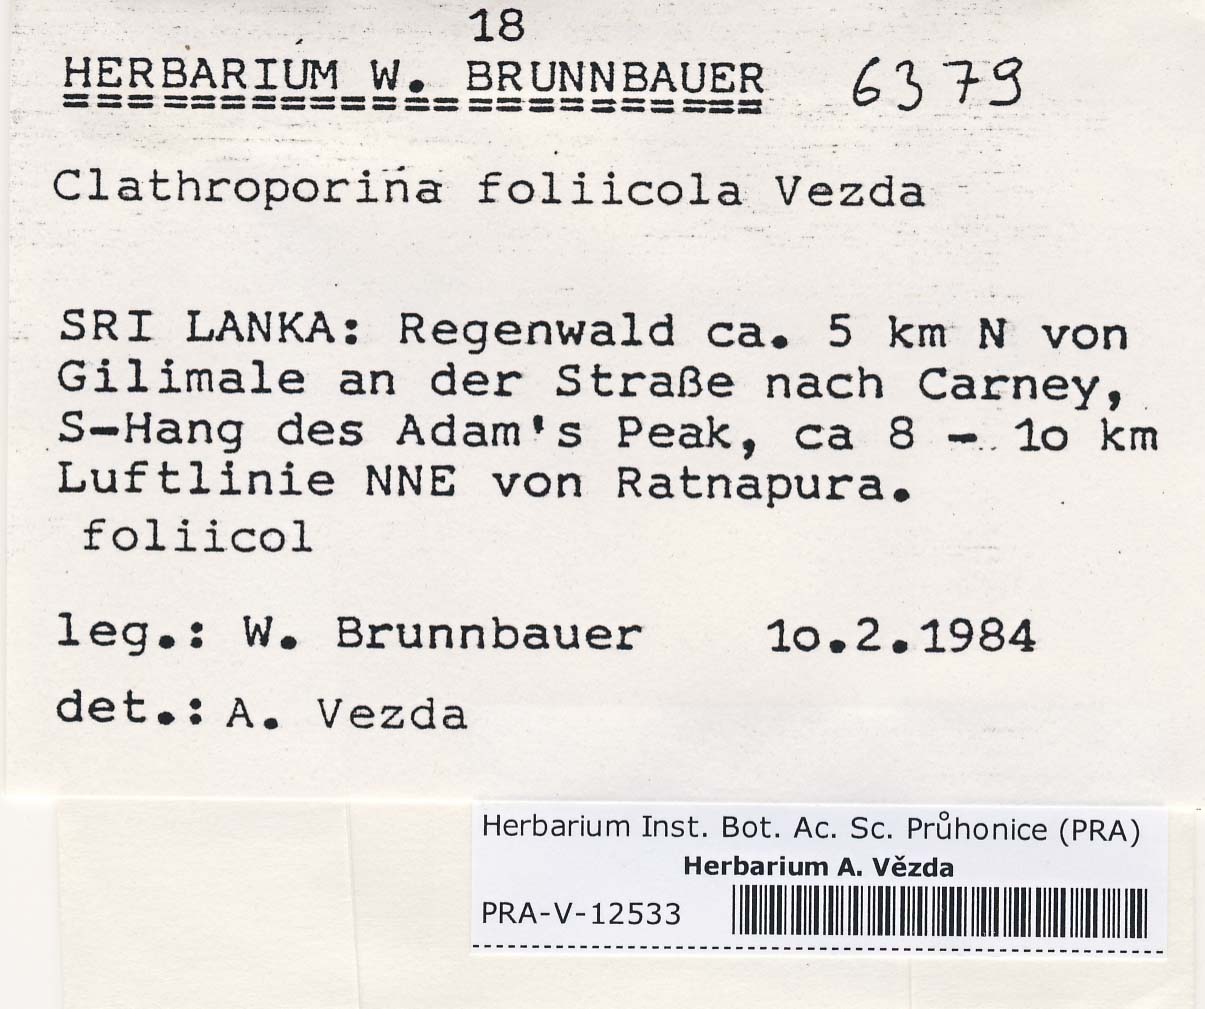 18
HERBARIUM W. BRUNNBAUER 6379
Clathroporina foliicola Vezda
SRI LANKA: Regenwald ca. 5 km N von
Gilimale an der Straße nach Carney,
S-Hang des Adam's Peak, ca 8 - 1o km
Luftlinie NNE von Ratnapura.
foliicol
leg.: W. Brunnbauer 1o.2.1984
det.: A. Vezda
Herbarium Inst. Bot. Ac. Sc. Průhonice (PRA)
Herbarium A. Vězda
PRA-V-12533